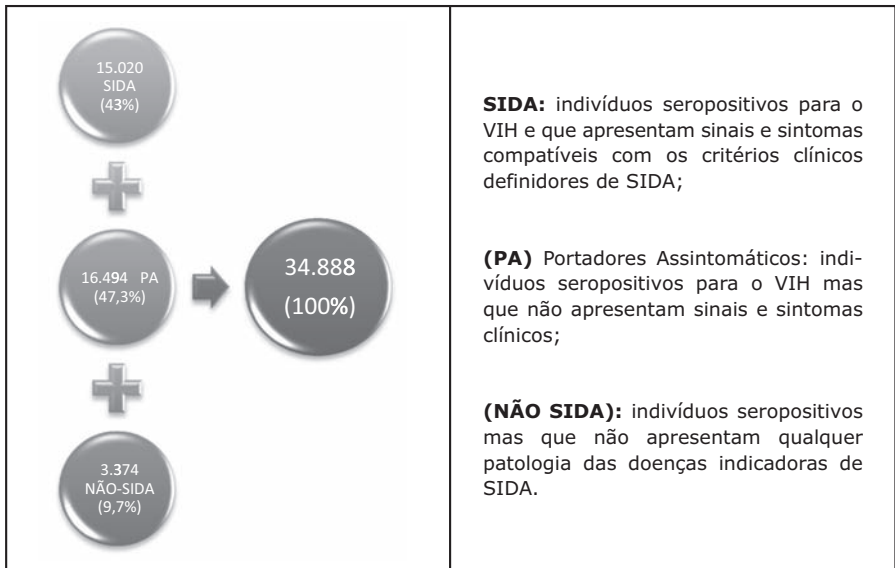 15.020
SIDA
(43%)
16.494 PA
(47,3%)
3.374
NÃO-SIDA
(9,7%)
34.888
(100%)
SIDA: indivíduos seropositivos para o
VIH e que apresentam sinais e sintomas
compatíveis com os critérios clínicos
definidores de SIDA;
(PA) Portadores Assintomáticos: indi-
víduos seropositivos para o VIH mas
que não apresentam sinais e sintomas
clínicos;
(NÃO SIDA): indivíduos seropositivos
mas que não apresentam qualquer
patologia das doenças indicadoras de
SIDA.